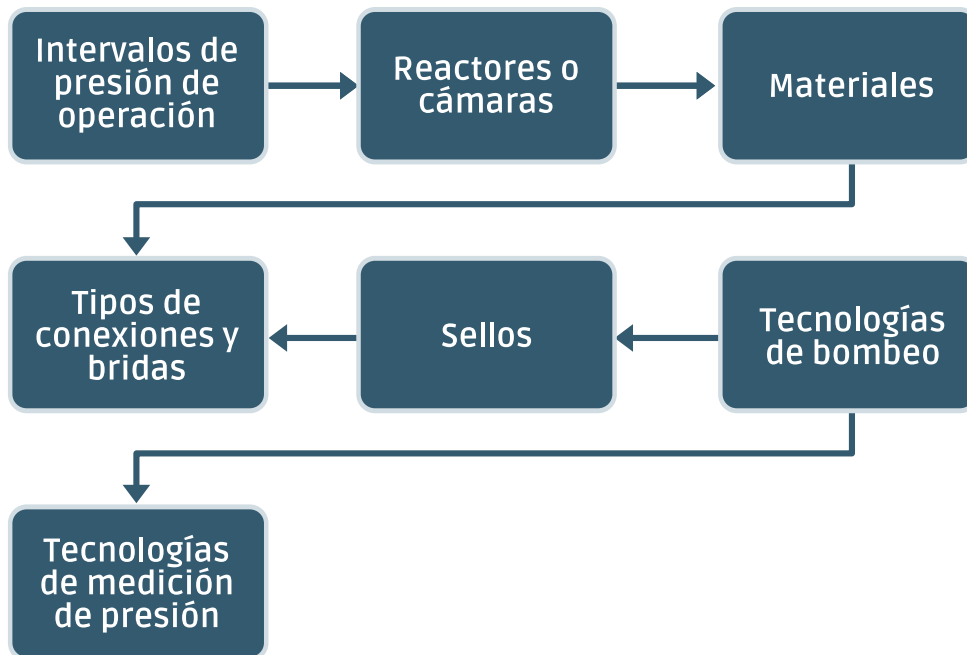 Intervalos de
presión de
operación
Reactores o
cámaras
Materiales
Tipos de
conexiones y
bridas
Sellos
Tecnologías
de bombeo
Tecnologías
de medición
de presión